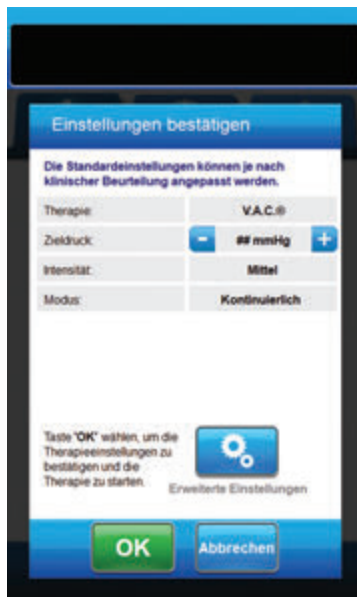 Einstellungen bestätigen
Die Standardeinstellungen können je nach
klinischer Beurteilung angepasst werden.
Therapie: V.A.C.®
Zieldruck: - ## mmHg +
Intensität: Mittel
Modus: Kontinuierlich
Taste "OK" wählen, um die
Therapieeinstellungen zu
bestätigen und die
Therapie zu starten.
Erweiterte Einstellungen
OK Abbrechen